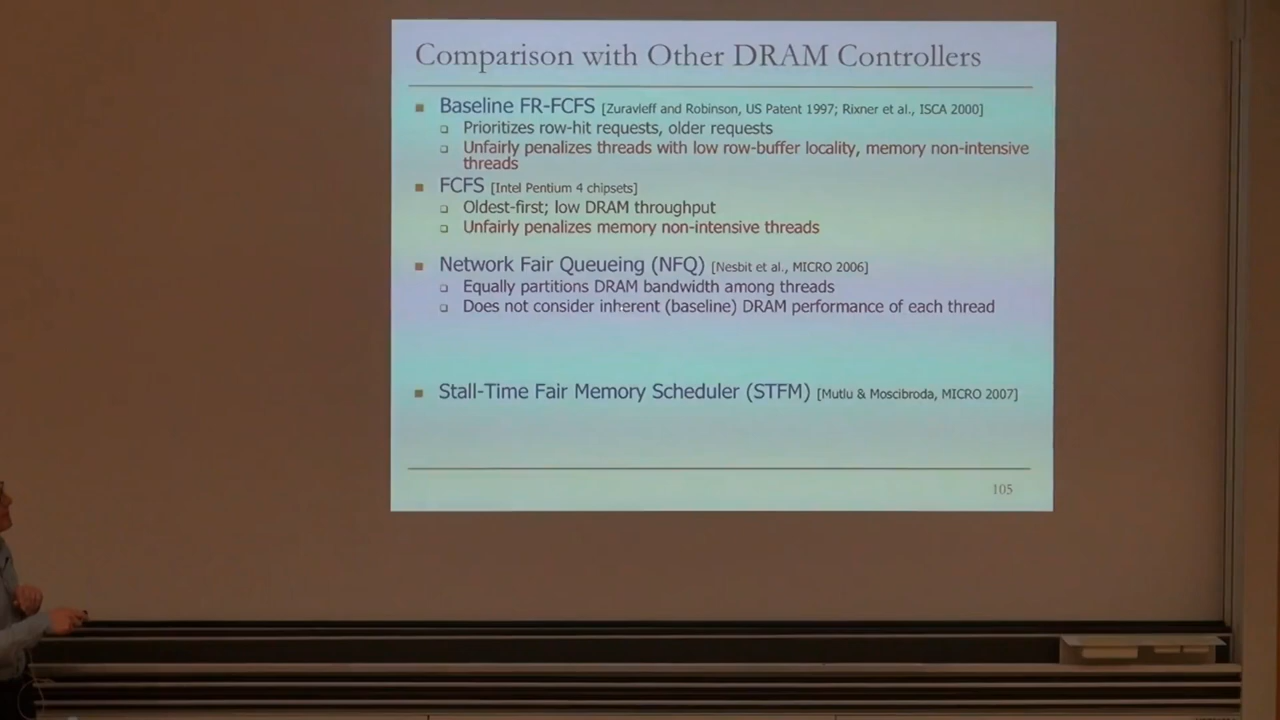 Comparison with Other DRAM Controllers
Baseline FR-FCFS [Zuravleff and Robinson, US Patent 1997; Rixner et al., ISCA 2000]
Prioritizes row-hit requests, older requests
Unfairly penalizes threads with low row-buffer locality, memory non-intensive
threads
FCFS [Intel Pentium 4 chipsets]
Oldest-first; low DRAM throughput
Unfairly penalizes memory non-intensive threads
Network Fair Queueing (NFQ) [Nesbit et al., MICRO 2006]
Equally partitions DRAM bandwidth among threads
Does not consider inherent (baseline) DRAM performance of each thread
Stall-Time Fair Memory Scheduler (STFM) [Mutlu & Moscibroda, MICRO 2007]
105